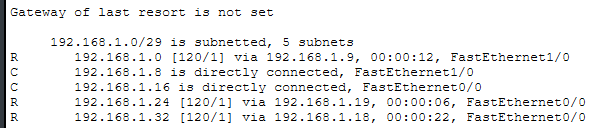 Gateway of last resort is not set
192.168.1.0/29 is subnetted, 5 subnets
R 192.168.1.0 [120/1] via 192.168.1.9, 00:00:12, FastEthernet1/0
C 192.168.1.8 is directly connected, FastEthernet1/0
C 192.168.1.16 is directly connected, FastEthernet0/0
R 192.168.1.24 [120/1] via 192.168.1.19, 00:00:06, FastEthernet0/0
R 192.168.1.32 [120/1] via 192.168.1.18, 00:00:22, FastEthernet0/0